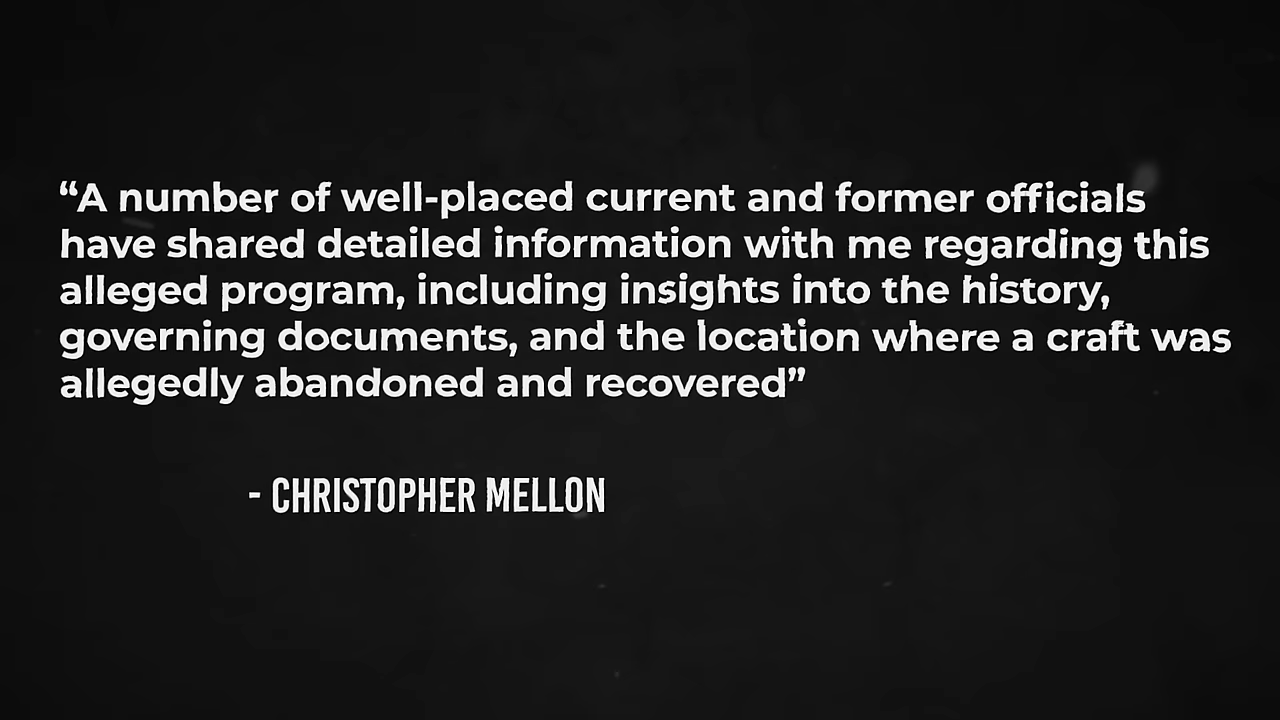 “A number of well-placed current and former officials
have shared detailed information with me regarding this
alleged program, including insights into the history,
governing documents, and the location where a craft was
allegedly abandoned and recovered”
- CHRISTOPHER MELLON